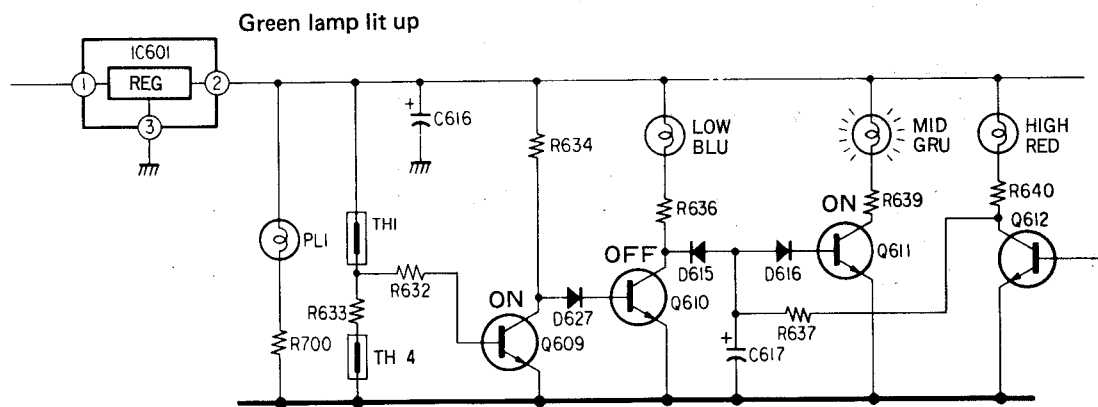 Green lamp lit up
IC601
1
REG
2
3
+
C616
R634
LOW
BLU
MID
GRU
HIGH
RED
R636
ON
R639
R640
Q612
PL1
TH1
R632
R633
R700
TH 4
ON
Q609
D627
OFF
Q610
D615
D616
Q611
R637
+
C617